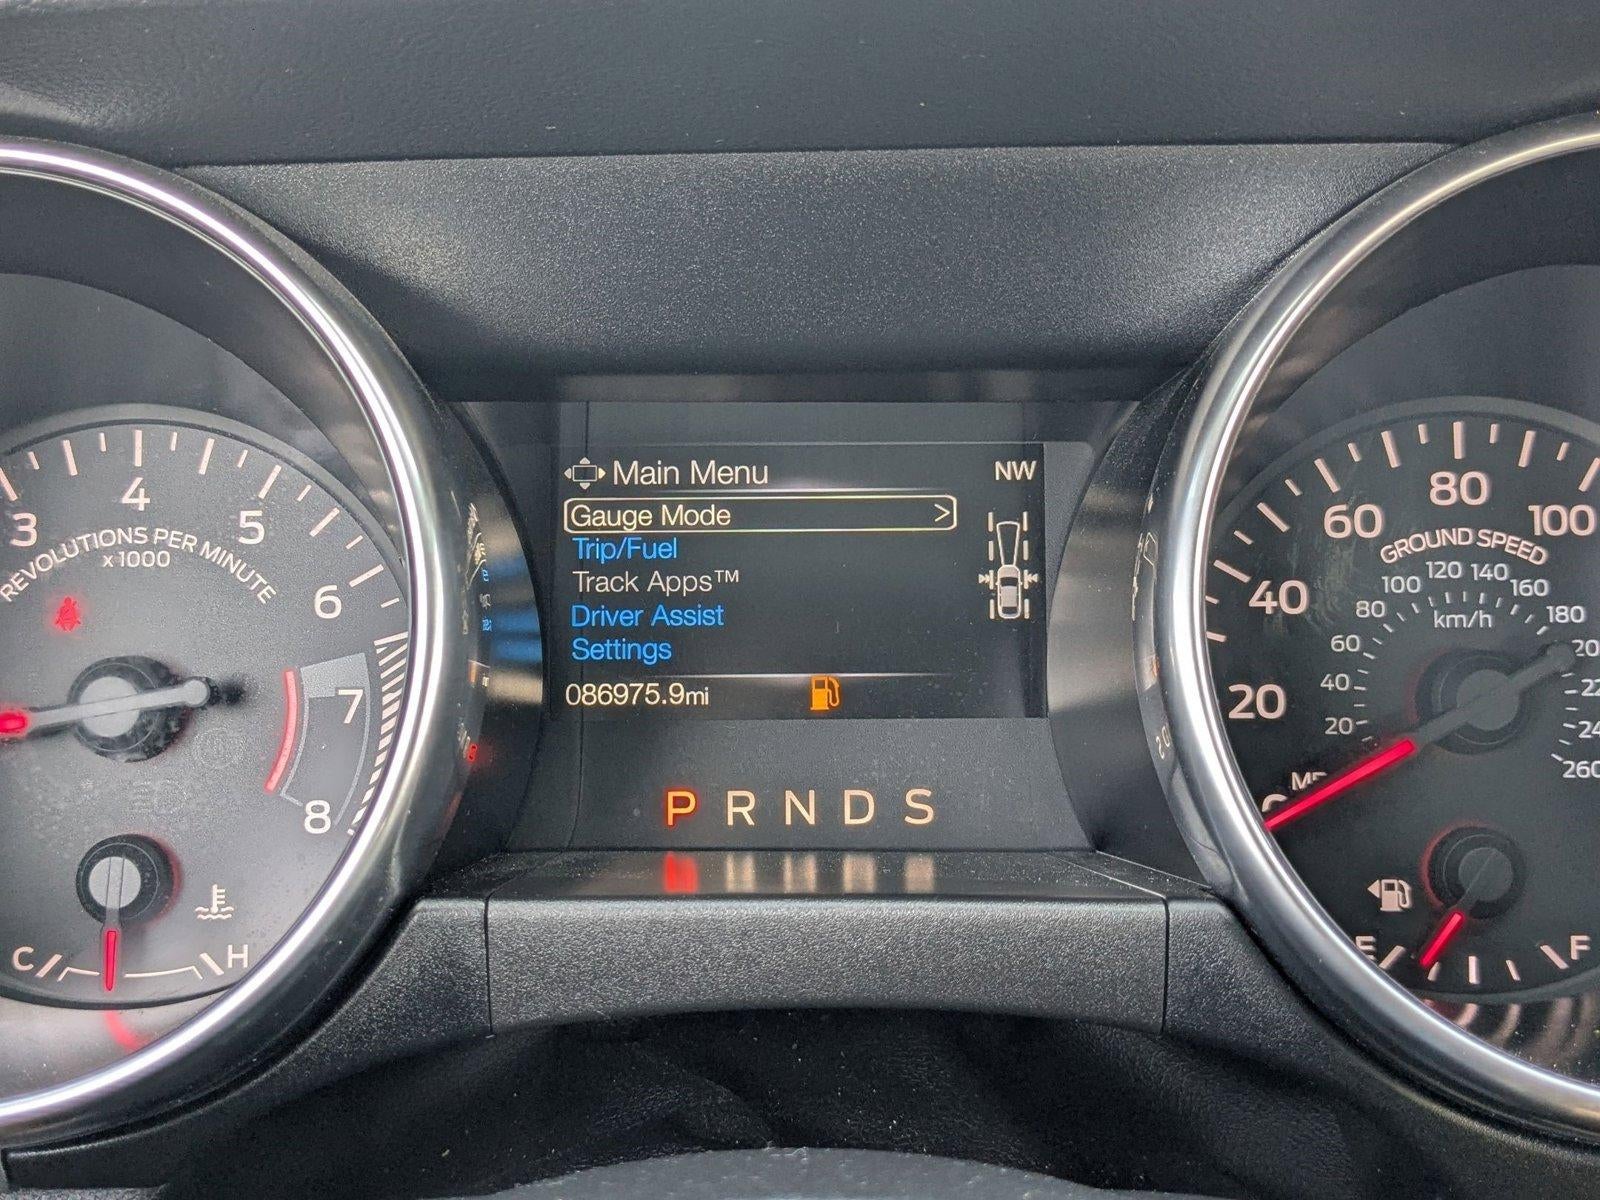 Main Menu
NW
Gauge Mode >
Trip/Fuel
Track Apps™
Driver Assist
Settings
086975.9mi
P R N D S
3
4
5
6
7
8
REVOLUTIONS PER MINUTE
x1000
C
H
20
40
60
80
100
GROUND SPEED
km/h
20
40
60
80
100
120
140
160
180
260
E
F